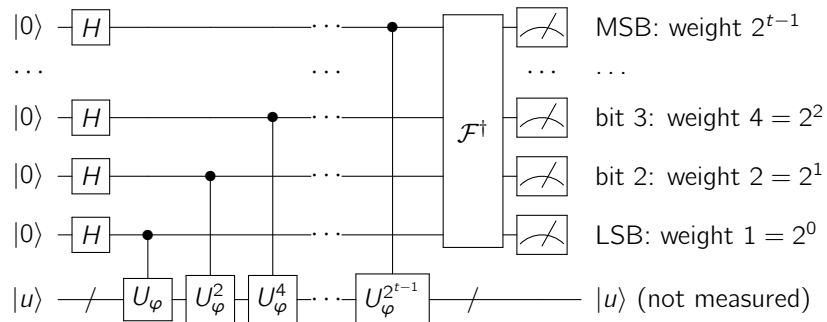 |0⟩ H ··· MSB: weight 2^{t−1}
··· ··· ··· ···
|0⟩ H ··· bit 3: weight 4 = 2^2
|0⟩ H ··· ℱ† bit 2: weight 2 = 2^1
|0⟩ H ··· LSB: weight 1 = 2^0
|u⟩ U_φ U_φ^2 U_φ^4 ··· U_φ^{2^{t−1}} |u⟩ (not measured)